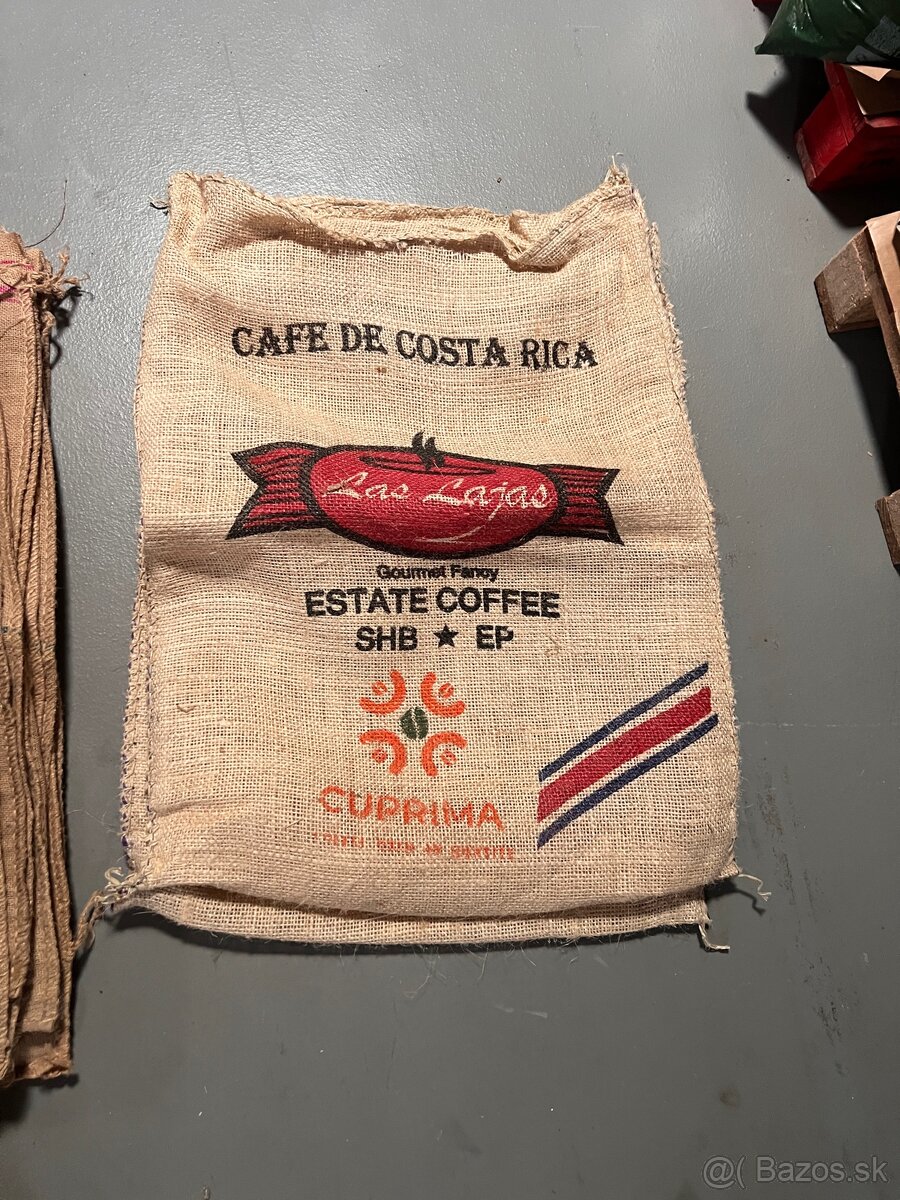 CAFE DE COSTA RICA
Las Lajas
Gourmet Fancy
ESTATE COFFEE
SHB ★ EP
CUPRIMA
@( Bazos.sk